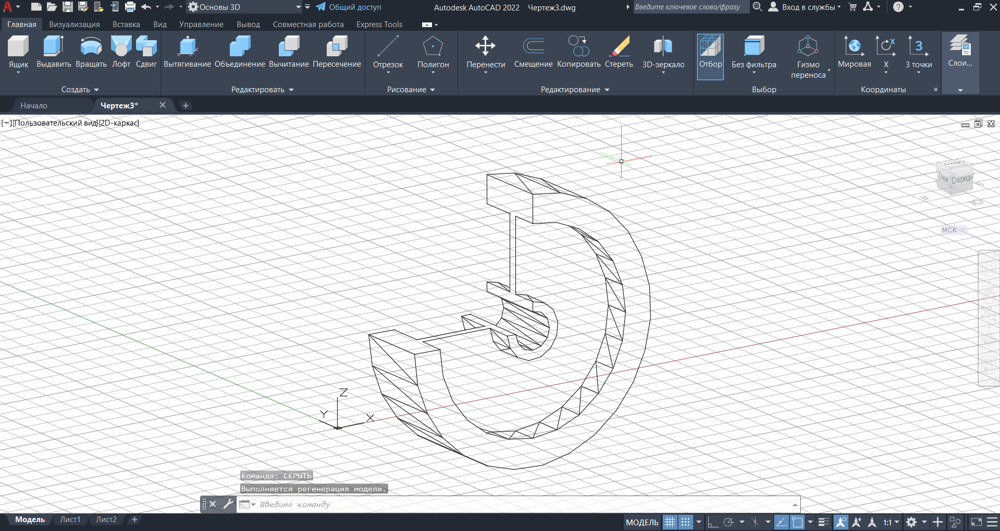 Основы 3D
Общий доступ
Autodesk AutoCAD 2022 Чертеж3.dwg
Введите ключевое слово/фразу
Вход в службы
Главная Визуализация Вставка Вид Управление Вывод Совместная работа Express Tools
Ящик Выдавить Вращать Лофт Сдвиг
Вытягивание Объединение Вычитание Пересечение
Отрезок Полигон
Перенести Смещение Копировать Стереть 3D-зеркало
Отбор Без фильтра Гизмо
переноса
Мировая X 3 точки
Слои...
Создать Редактировать Рисование Редактирование Выбор Координаты
Начало Чертеж3*
[−][Пользовательский вид][2D-каркас]
Слева Спереди
МСК
Z
Y
X
Команда: СКРЫТЬ
Выполняется регенерация модели.
Введите команду
Модель Лист1 Лист2
МОДЕЛЬ 1:1